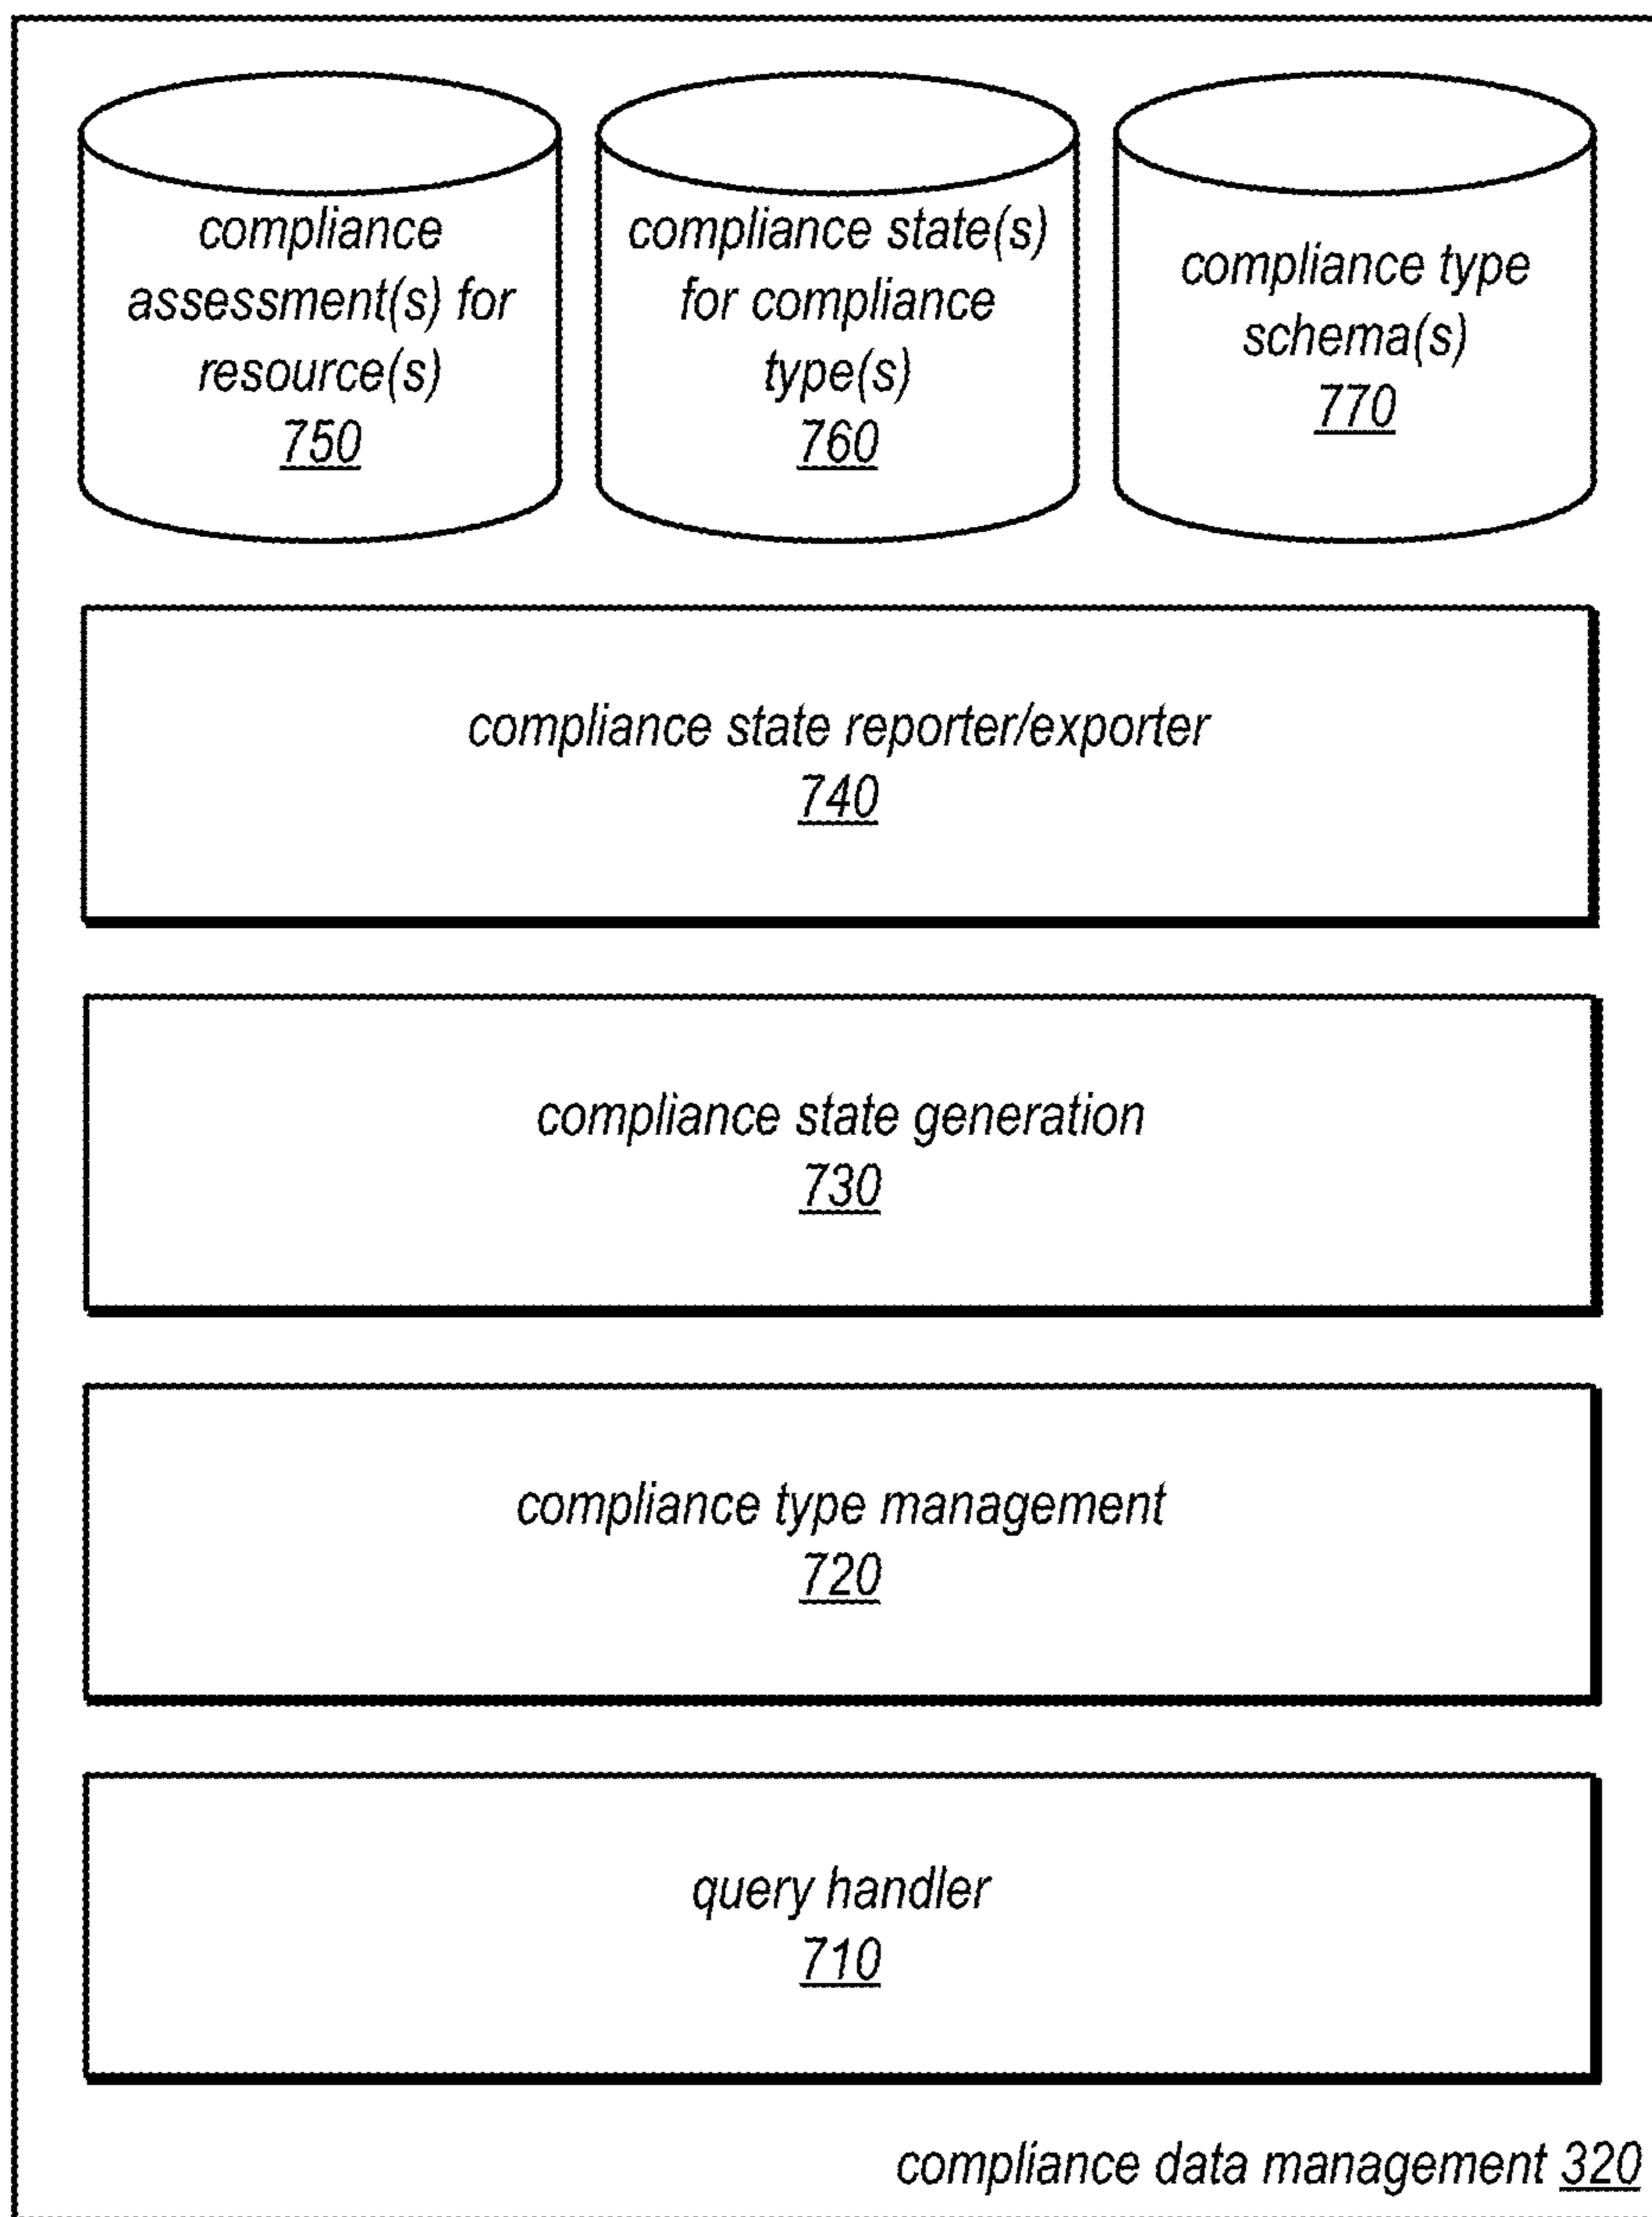 compliance
assessment(s) for
resource(s)
750
compliance state(s)
for compliance
type(s)
760
compliance type
schema(s)
770
compliance state reporter/exporter
740
compliance state generation
730
compliance type management
720
query handler
710
compliance data management 320